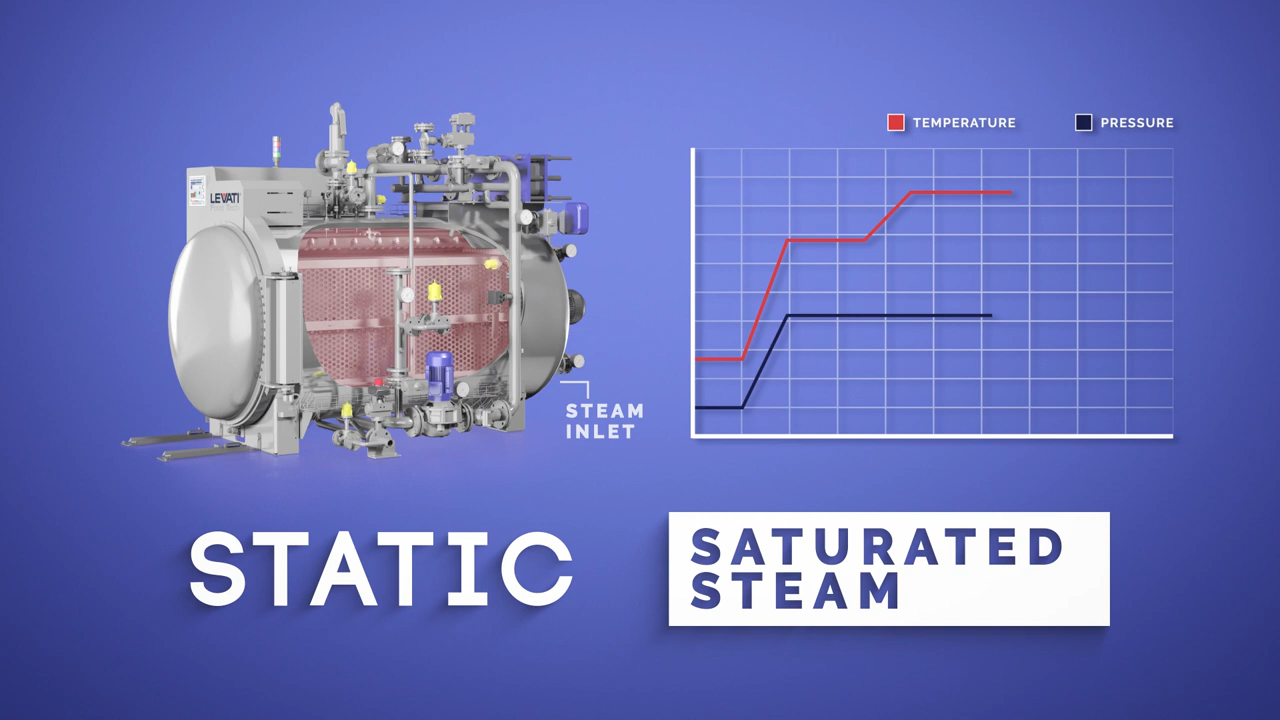 TEMPERATURE
PRESSURE
LEVATI
STEAM
INLET
STATIC
SATURATED
STEAM